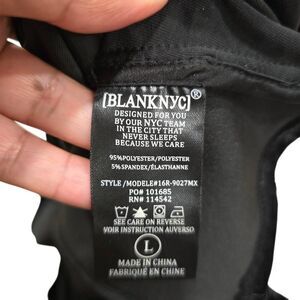 [BLANKNYC]®
DESIGNED FOR YOU
BY OUR NYC TEAM
IN THE CITY THAT
NEVER SLEEPS
BECAUSE WE CARE
95%POLYESTER/POLYESTER
5%SPANDEX/ÉLASTHANNE
STYLE/MODELE#16R-9027MX
PO# 101685
RN# 114542
SEE CARE ON REVERSE
VOIR INSTRUCTION AUVERSO
L
MADE IN CHINA
FABRIQUÉ EN CHINE